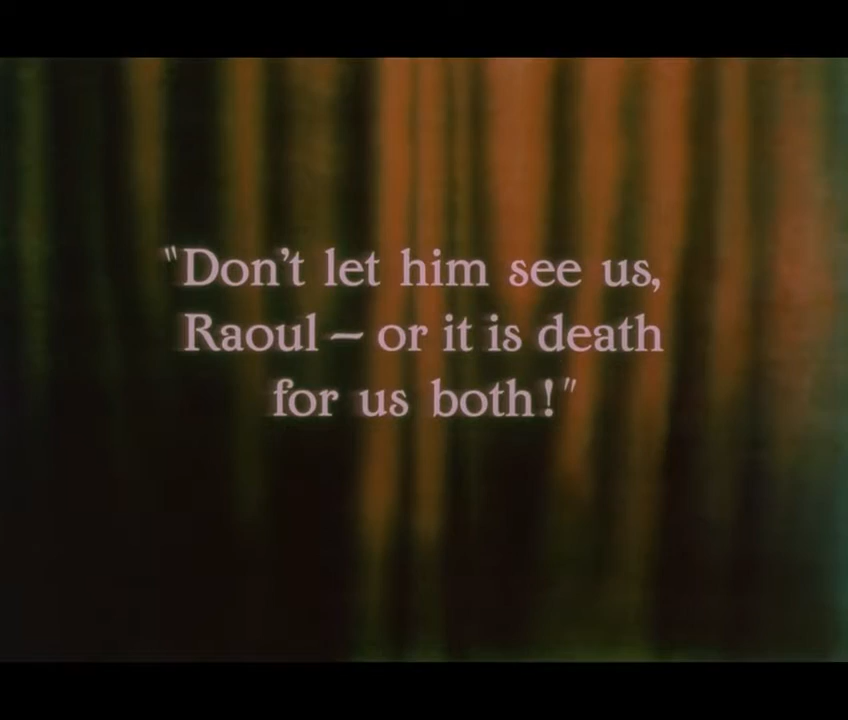 "Don't let him see us,
Raoul — or it is death
for us both!"